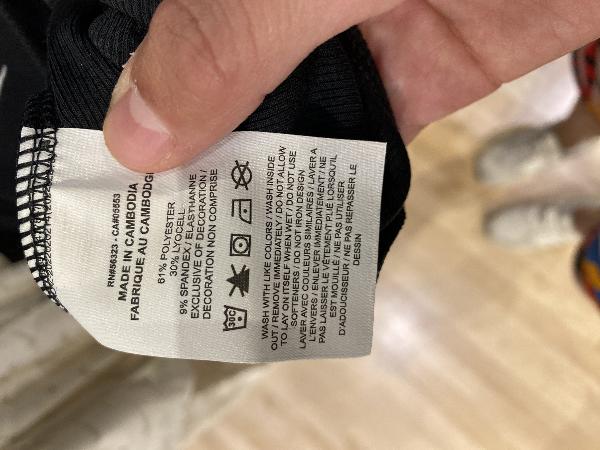 RN#56323 - CA#05553
MADE IN CAMBODIA
FABRIQUE AU CAMBODGE
61% POLYESTER
30% LYOCELL
9% SPANDEX / ELASTHANNE
EXCLUSIVE OF DECORATION /
DECORATION NON COMPRISE
30C
WASH WITH LIKE COLORS / WASH INSIDE
OUT / REMOVE IMMEDIATELY / DO NOT ALLOW
TO LAY ON ITSELF WHEN WET / DO NOT USE
SOFTENERS / DO NOT IRON DESIGN
LAVER AVEC COULEURS SIMILAIRES / LAVER A
L'ENVERS / ENLEVER IMMEDIATEMENT / NE
PAS LAISSER LE VÊTEMENT PLIÉ LORSQU'IL
EST MOUILLÉ / NE PAS UTILISER
D'ADOUCISSEUR / NE PAS REPASSER LE
DESSIN